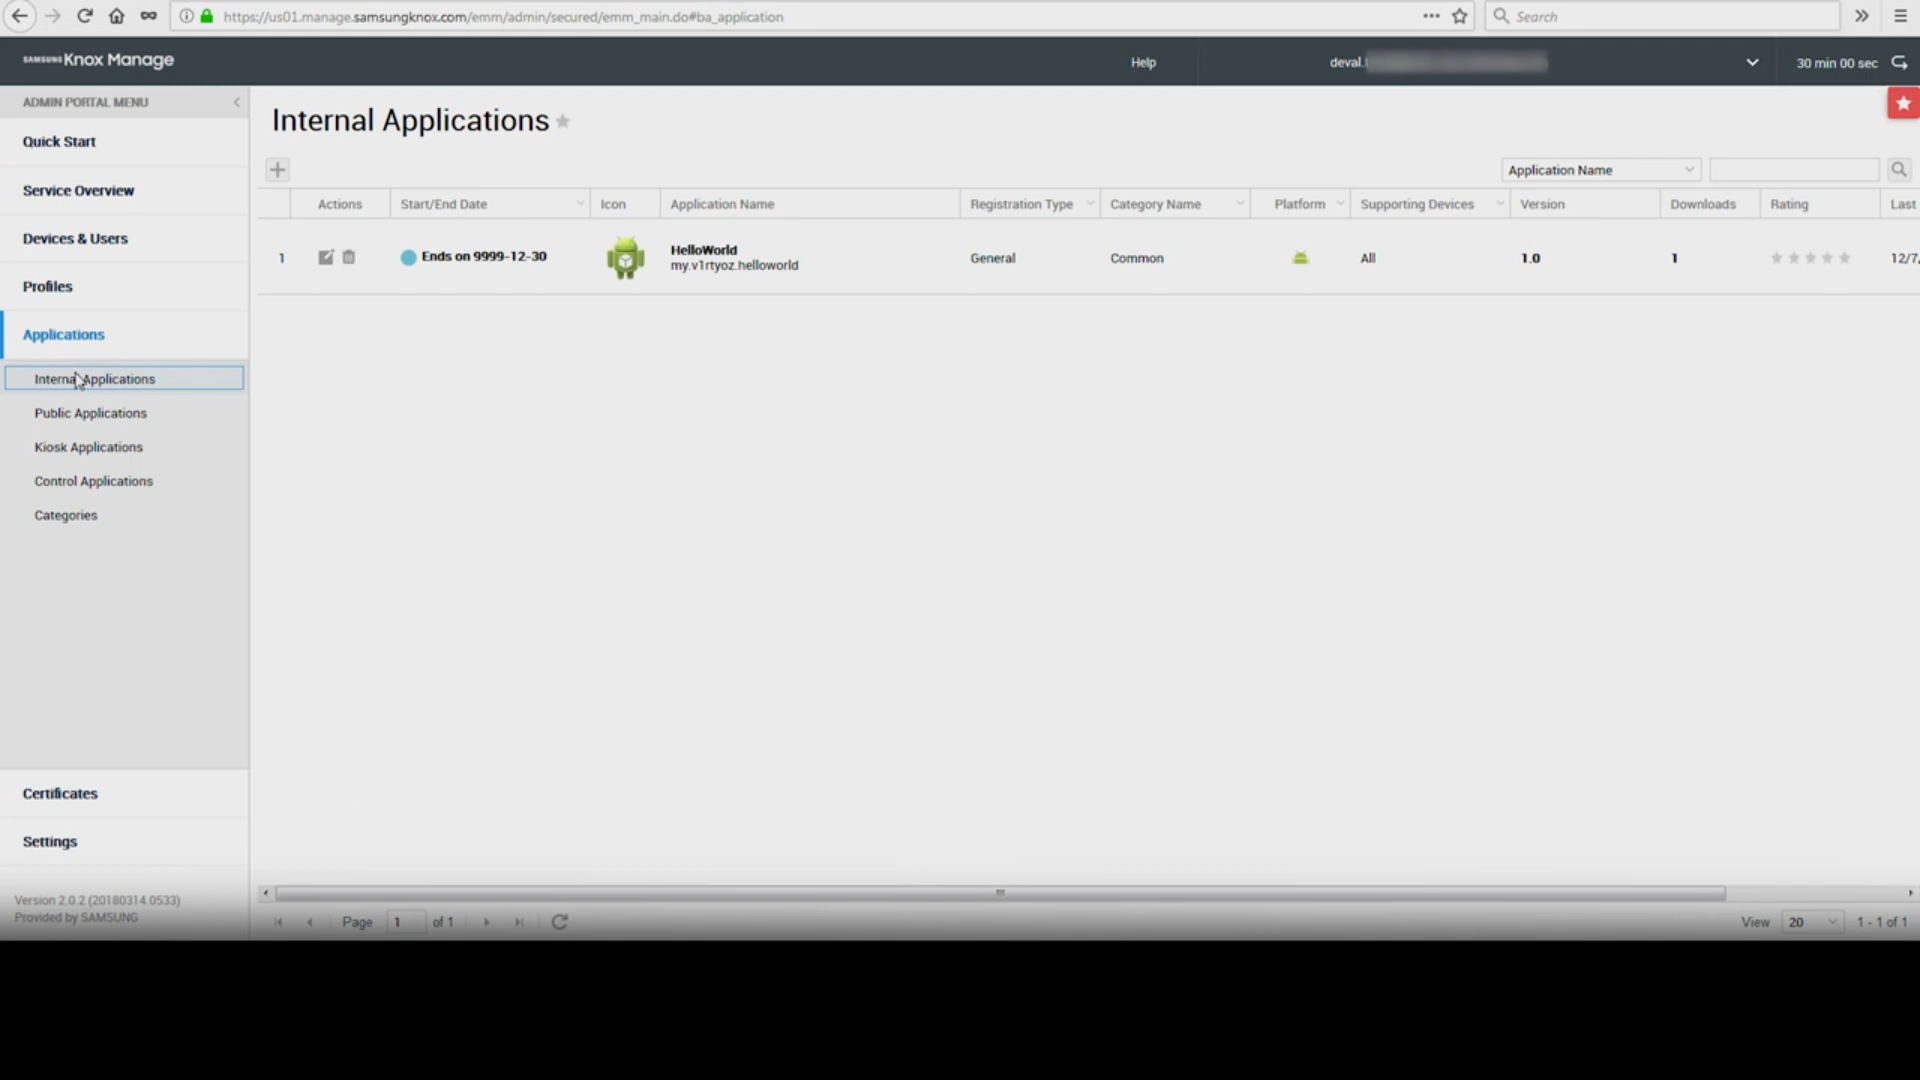 https://us01.manage.samsungknox.com/emm/admin/secured/emm_main.do#ba_application
Search
SAMSUNG Knox Manage
Help
deval.
30 min 00 sec
ADMIN PORTAL MENU
Internal Applications
Quick Start
Service Overview
Devices & Users
Profiles
Applications
Internal Applications
Public Applications
Kiosk Applications
Control Applications
Categories
Certificates
Settings
Version 2.0.2 (20180314.0533)
Provided by SAMSUNG
Application Name
Actions Start/End Date Icon Application Name Registration Type Category Name Platform Supporting Devices Version Downloads Rating Last
1 Ends on 9999-12-30 HelloWorld General Common All 1.0 1 12/7,
my.v1rtyoz.helloworld
Page 1 of 1
View 20 1 - 1 of 1